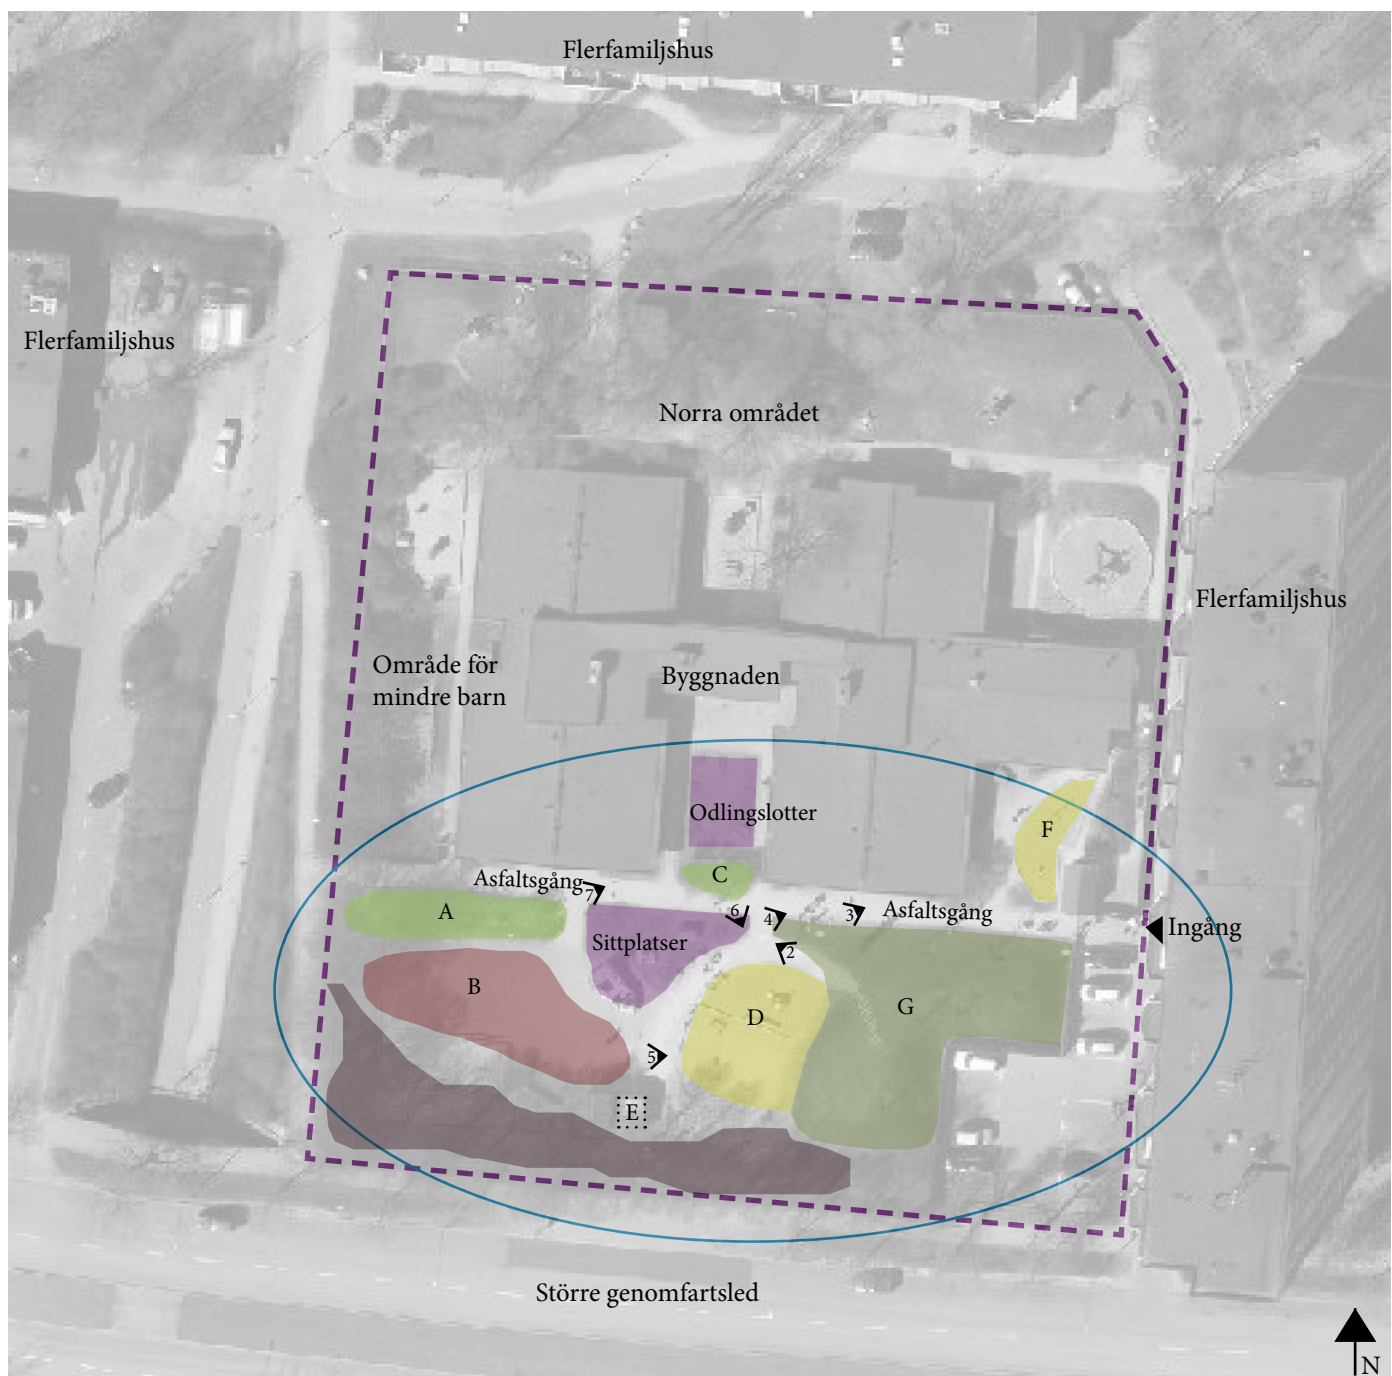 Flerfamiljshus
Flerfamiljshus
Norra området
Flerfamiljshus
Område för
mindre barn
Byggnaden
Odlingslotter
F
C
Asfaltsgång
7
A
6
4
3
Asfaltsgång
Ingång
Sittplatser
2
B
D
G
5
E
Större genomfartsled
N